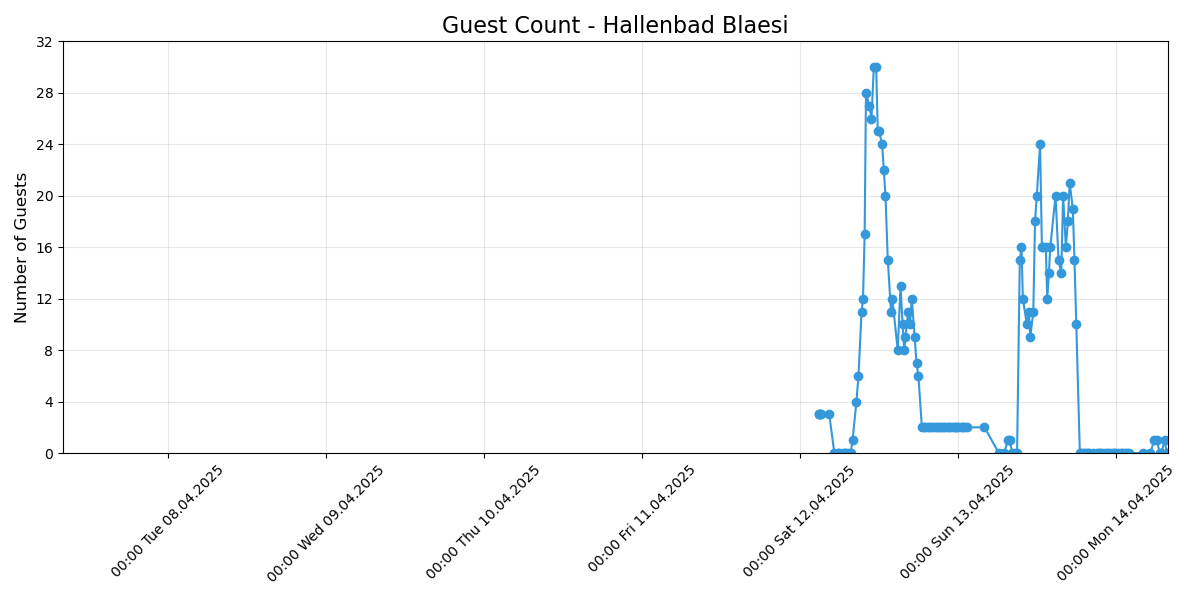 Guest Count - Hallenbad Blaesi
Number of Guests
32
28
24
20
16
12
8
4
0
00:00 Tue 08.04.2025
00:00 Wed 09.04.2025
00:00 Thu 10.04.2025
00:00 Fri 11.04.2025
00:00 Sat 12.04.2025
00:00 Sun 13.04.2025
00:00 Mon 14.04.2025